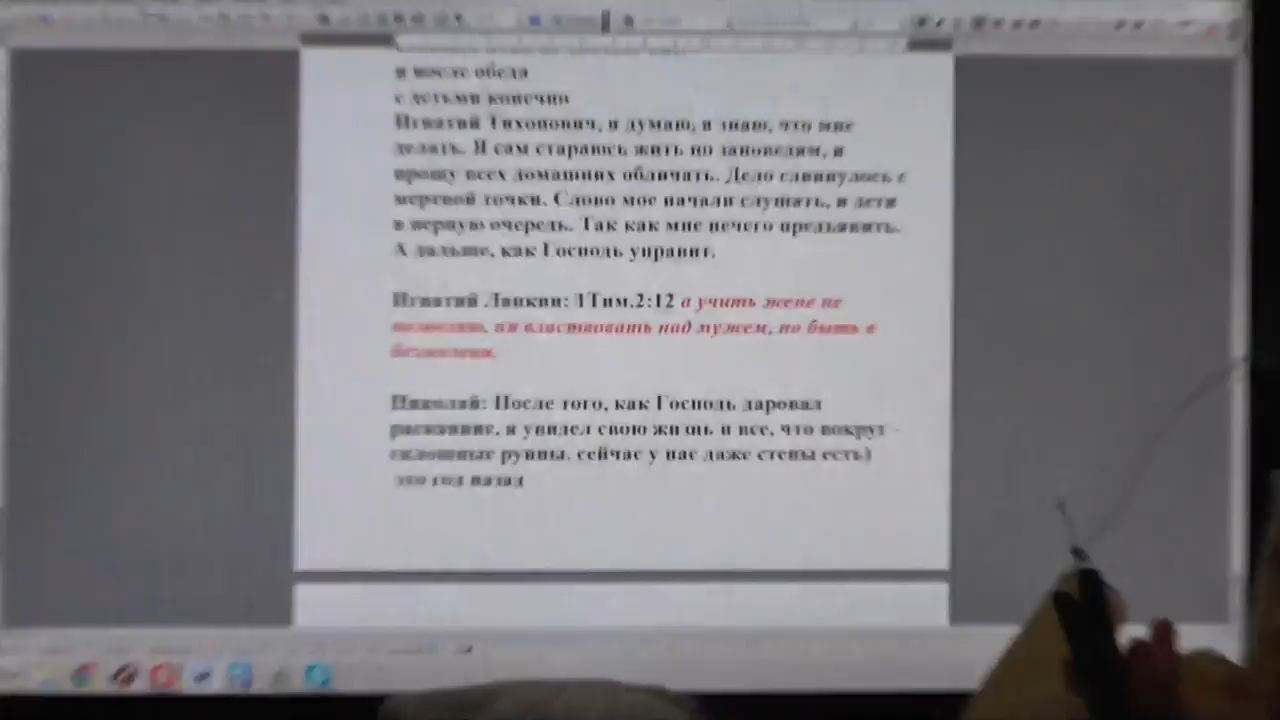 и после обеда
с детьми конечно
Игнатий Тихонович, я думаю, я знаю, что мне
делать. Я сам стараюсь жить по заповедям, и
прошу всех домашних обличать. Дело сдвинулось с
мертвой точки. Слово мое начали слушать, и дети
в первую очередь. Так как мне нечего предъявить.
А дальше, как Господь управит.
Игнатий Лапкин: 1Тим.2:12 а учить жене не
позволяю, ни властвовать над мужем, но быть в
безмолвии.
Николай: После того, как Господь даровал
раскаяние, я увидел свою жизнь и все, что вокруг -
сплошные руины. сейчас у нас даже стены есть)
это год назад